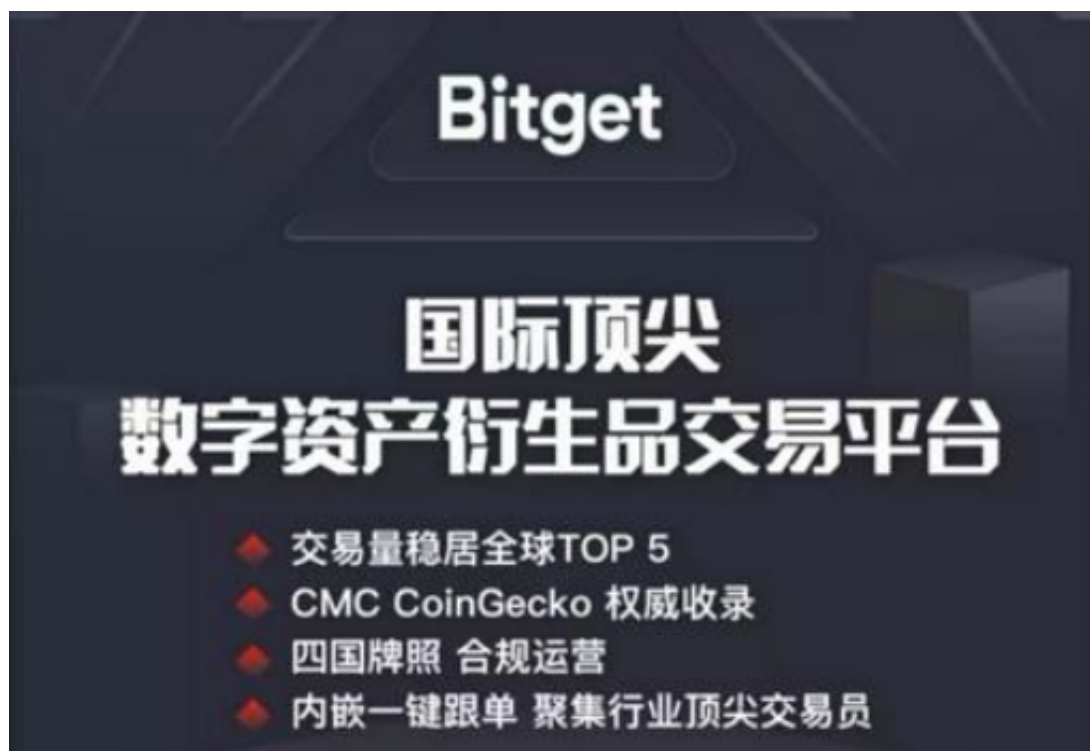 Bitget
国际顶尖
数字资产衍生品交易平台
交易量稳居全球TOP 5
CMC CoinGecko 权威收录
四国牌照 合规运营
内嵌一键跟单 聚集行业顶尖交易员